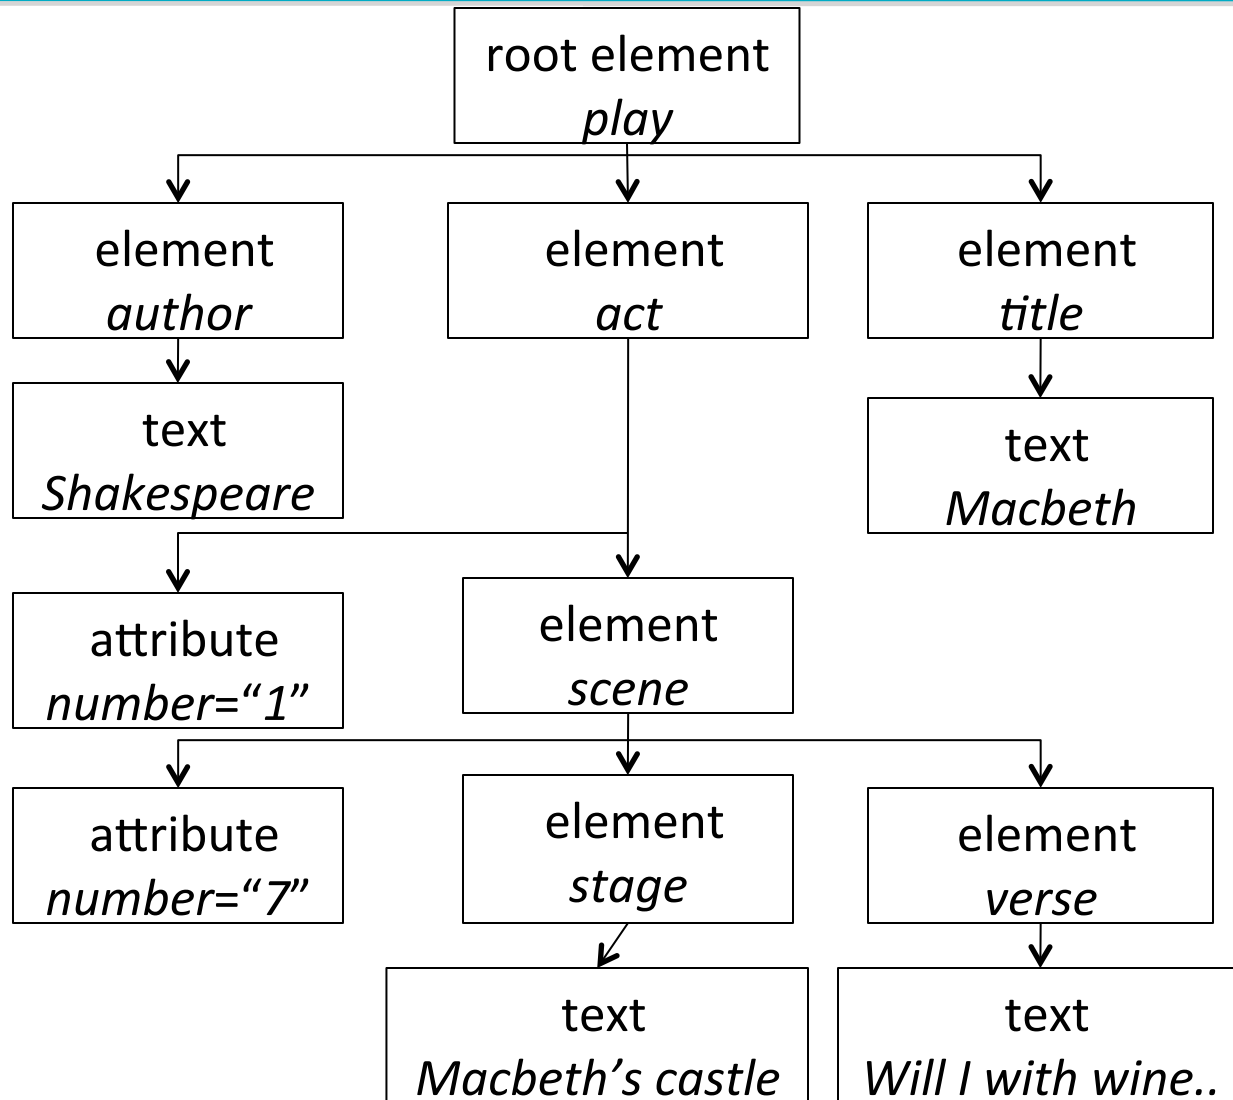 root element
play
element
author
element
act
element
title
text
Shakespeare
text
Macbeth
attribute
number=“1”
element
scene
attribute
number=“7”
element
stage
element
verse
text
Macbeth’s castle
text
Will I with wine..